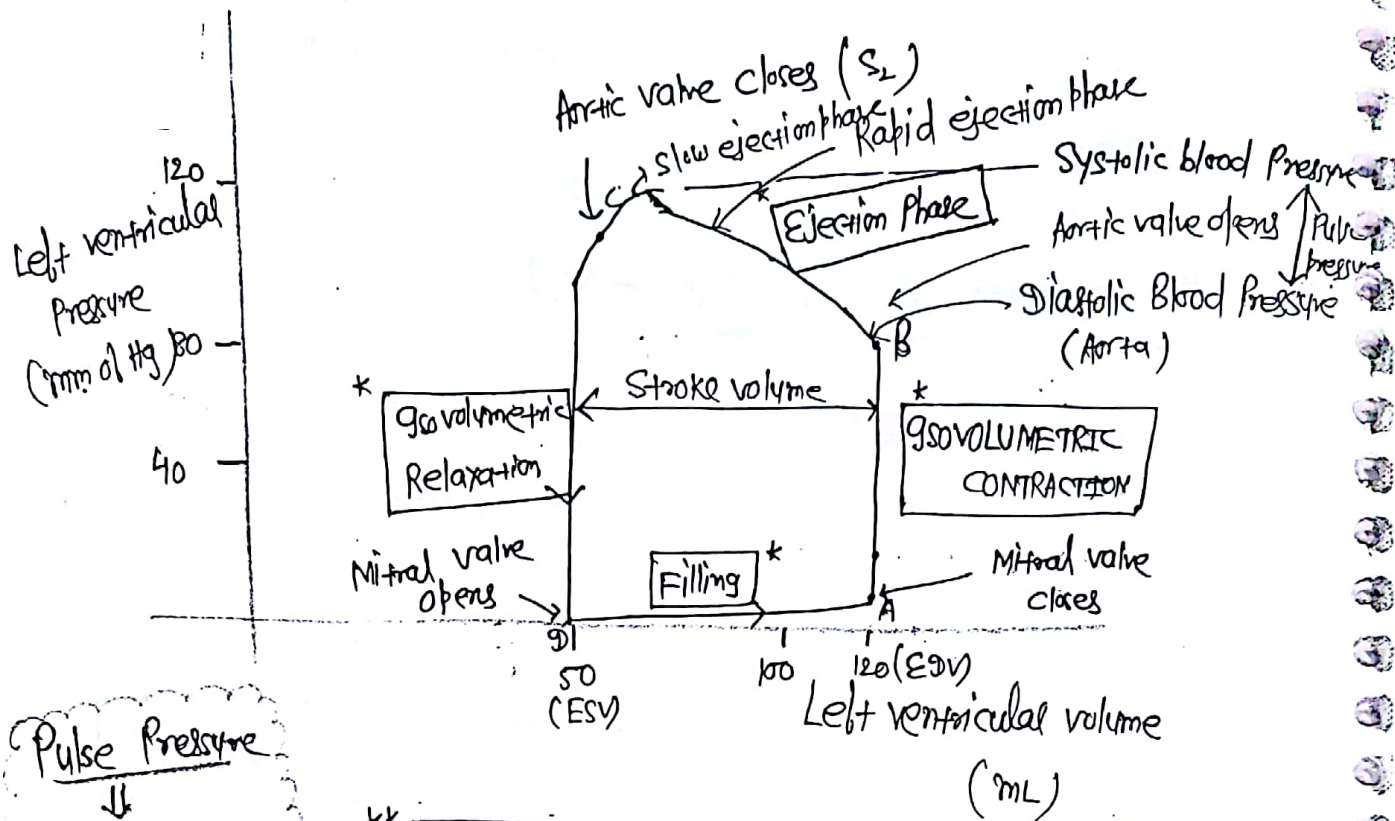 Aortic valve closes (S₂)
Slow ejection phase
Rapid ejection phase
Systolic blood Pressure
Ejection Phase
120
C
Left ventricular
Pressure
(mm of Hg)
Aortic valve opens
Pulse
pressure
Diastolic Blood Pressure
(Aorta)
80
B
* Stroke volume *
Isovolumetric
Relaxation
ISOVOLUMETRIC
CONTRACTION
40
Mitral valve
opens
Filling *
Mitral valve
closes
D A
50 100 120 (EDV)
(ESV)
Left ventricular volume
(mL)
Pulse Pressure